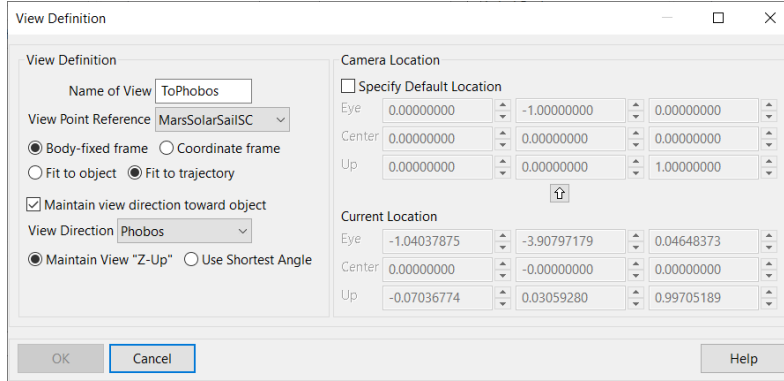 View Definition
View Definition
Name of View ToPhobos
View Point Reference MarsSolarSailSC
Body-fixed frame Coordinate frame
Fit to object Fit to trajectory
Maintain view direction toward object
View Direction Phobos
Maintain View "Z-Up" Use Shortest Angle
Camera Location
Specify Default Location
Eye 0.00000000 -1.00000000 0.00000000
Center 0.00000000 0.00000000 0.00000000
Up 0.00000000 0.00000000 1.00000000
Current Location
Eye -1.04037875 -3.90797179 0.04648373
Center 0.00000000 -0.00000000 0.00000000
Up -0.07036774 0.03059280 0.99705189
OK Cancel Help